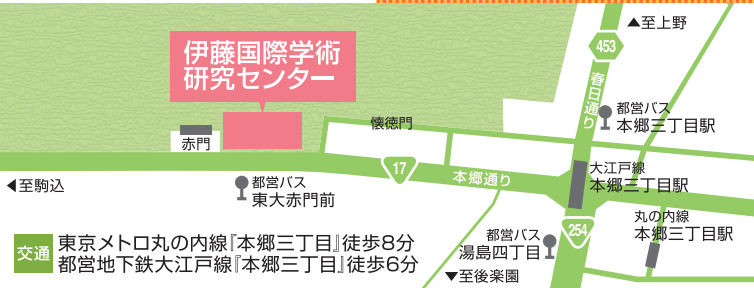 ▲至上野
伊藤国際学術
研究センター
453
春日通り
都営バス
本郷三丁目駅
懐徳門
赤門
17
本郷通り
大江戸線
本郷三丁目駅
◀至駒込
都営バス
東大赤門前
丸の内線
本郷三丁目駅
254
都営バス
湯島四丁目
▼至後楽園
交通
東京メトロ丸の内線『本郷三丁目』徒歩8分
都営地下鉄大江戸線『本郷三丁目』徒歩6分